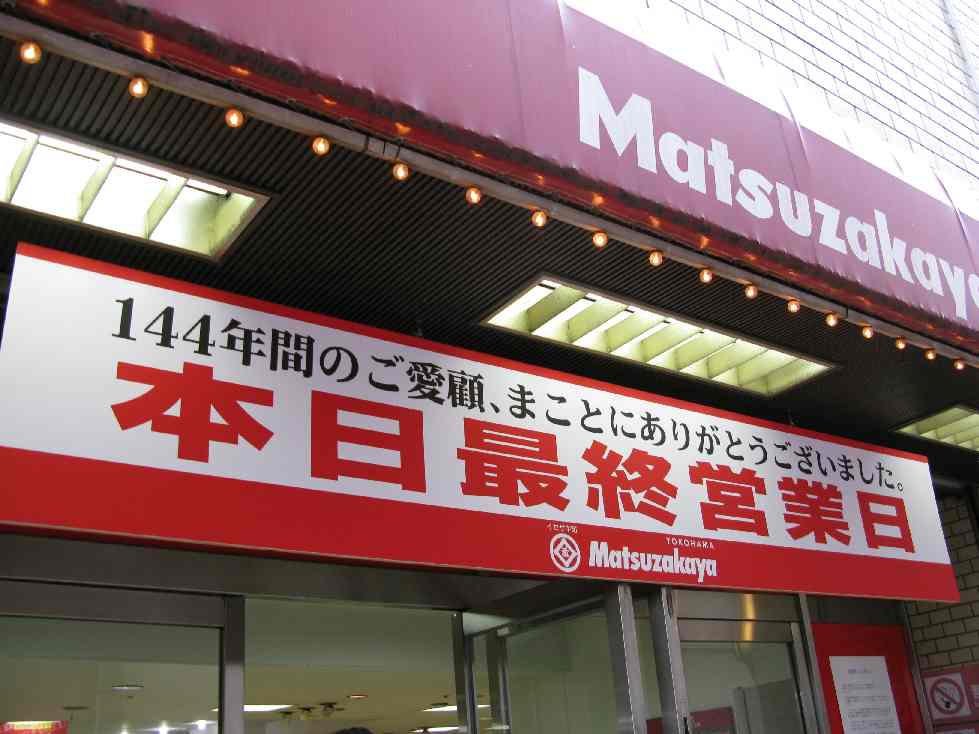 Matsuzakaya
144年間のご愛顧、まことにありがとうございました。
本日最終営業日
イセザキ町
YOKOHAMA
Matsuzakaya